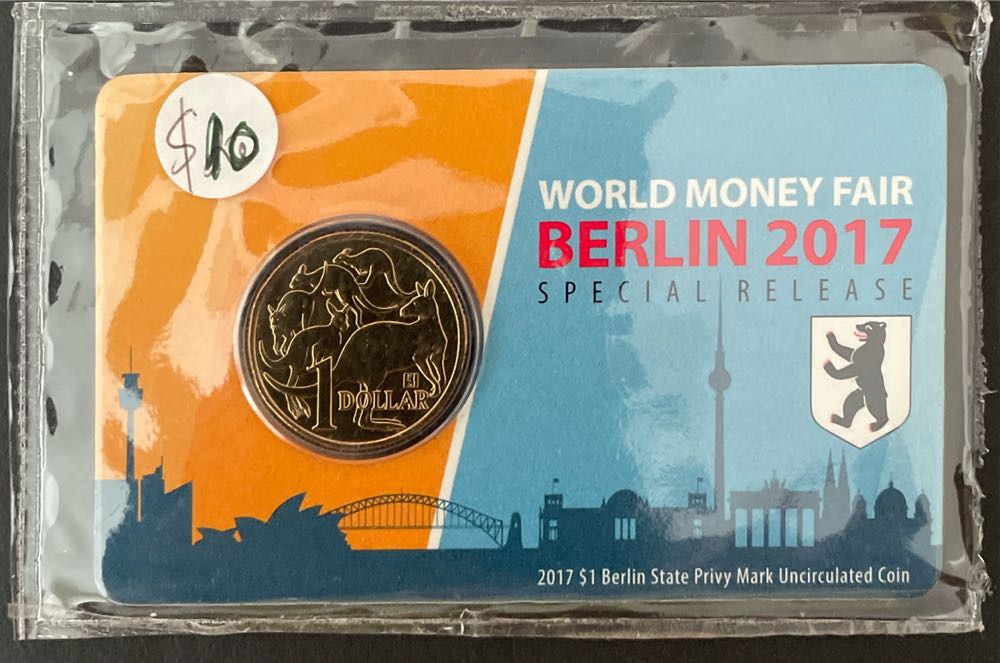 $10
WORLD MONEY FAIR
BERLIN 2017
SPECIAL RELEASE
1 DOLLAR
2017 $1 Berlin State Privy Mark Uncirculated Coin